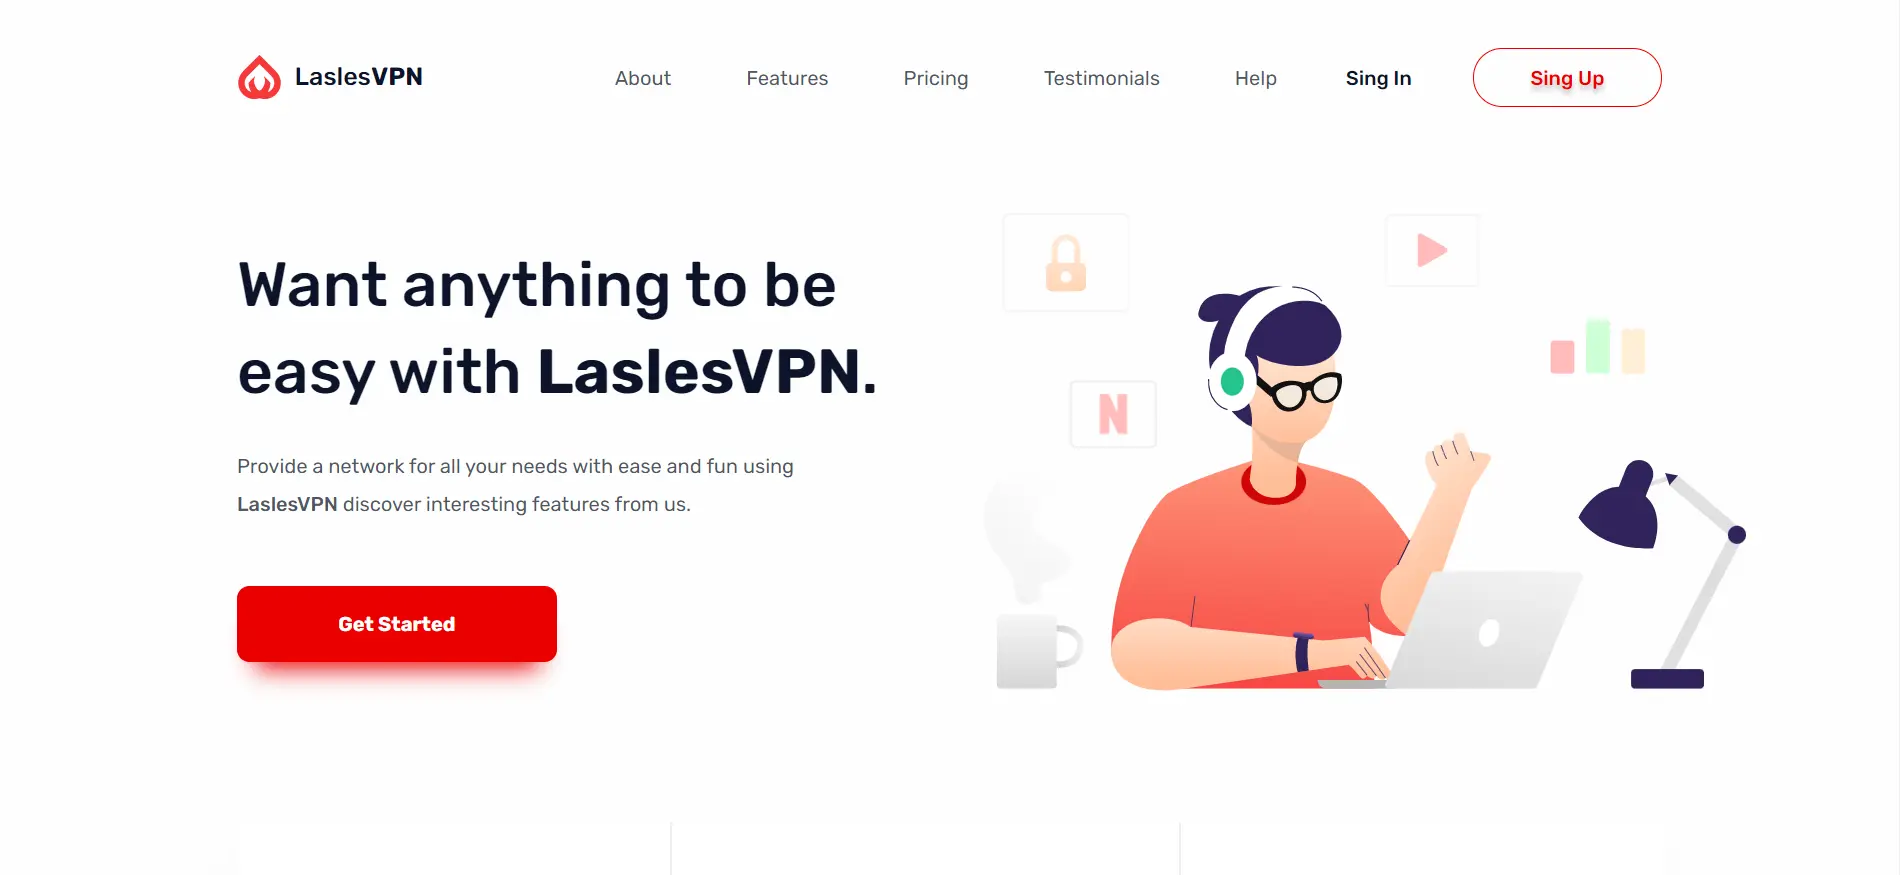 LaslesVPN
About
Features
Pricing
Testimonials
Help
Sing In
Sing Up
Want anything to be
easy with LaslesVPN.
Provide a network for all your needs with ease and fun using
LaslesVPN discover interesting features from us.
Get Started
N